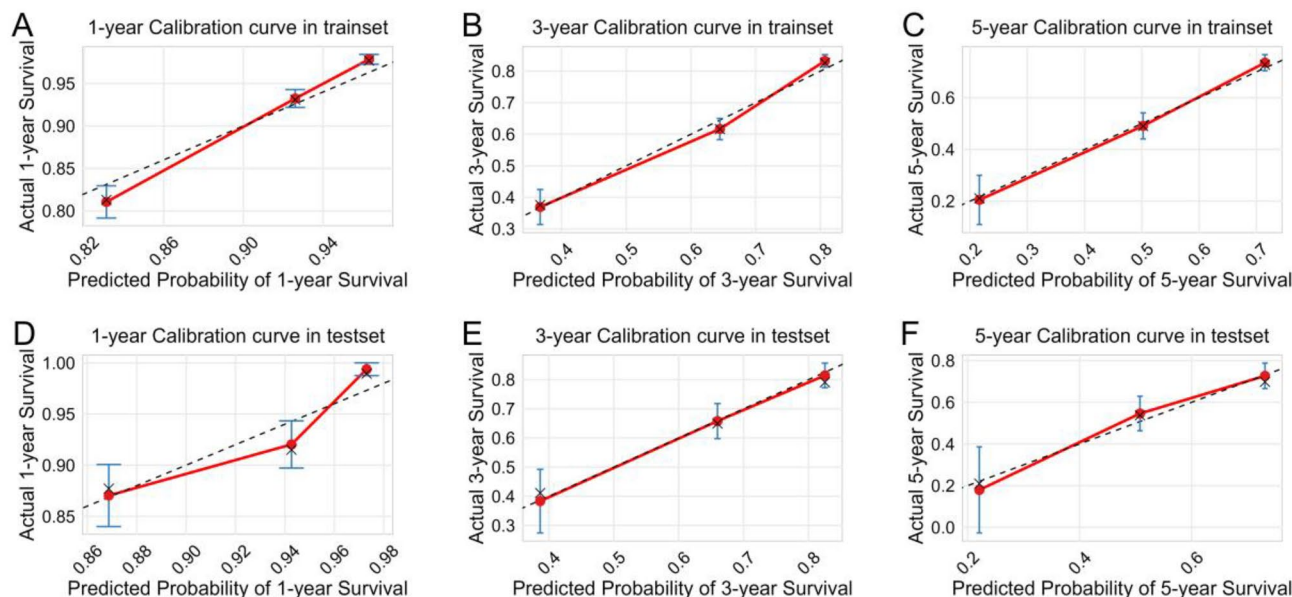 A
1-year Calibration curve in trainset
Actual 1-year Survival
0.95
0.90
0.85
0.80
0.82
0.86
0.90
0.94
Predicted Probability of 1-year Survival
B
3-year Calibration curve in trainset
Actual 3-year Survival
0.8
0.7
0.6
0.5
0.4
0.3
0.4
0.5
0.6
0.7
0.8
Predicted Probability of 3-year Survival
C
5-year Calibration curve in trainset
Actual 5-year Survival
0.6
0.4
0.2
0.2
0.3
0.4
0.5
0.6
0.7
Predicted Probability of 5-year Survival
D
1-year Calibration curve in testset
Actual 1-year Survival
1.00
0.95
0.90
0.85
0.86
0.88
0.90
0.92
0.94
0.96
0.98
Predicted Probability of 1-year Survival
E
3-year Calibration curve in testset
Actual 3-year Survival
0.8
0.7
0.6
0.5
0.4
0.3
0.4
0.5
0.6
0.7
0.8
Predicted Probability of 3-year Survival
F
5-year Calibration curve in testset
Actual 5-year Survival
0.8
0.6
0.4
0.2
0.0
0.2
0.4
0.6
Predicted Probability of 5-year Survival